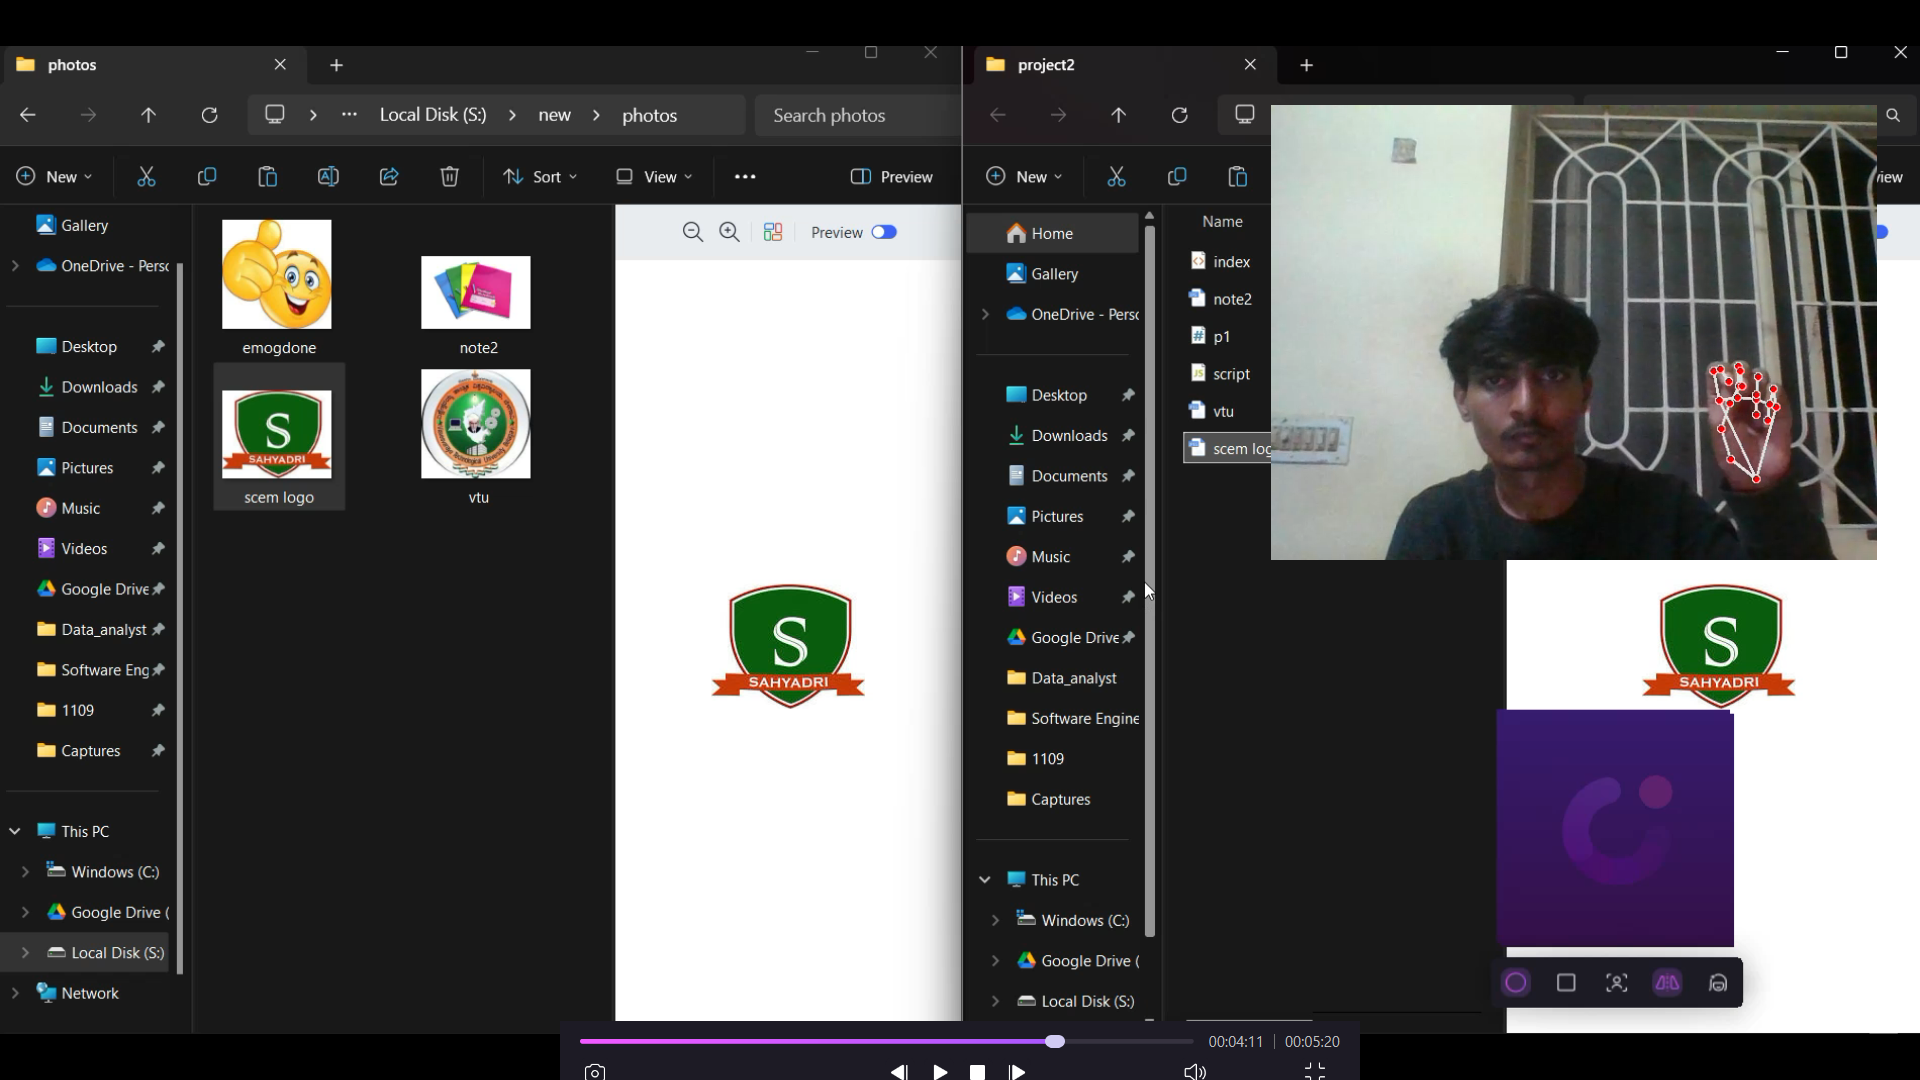 photos
Local Disk (S:)
new
photos
Search photos
New
Sort
View
Preview
Gallery
OneDrive - Perso
Desktop
Downloads
Documents
Pictures
Music
Videos
Google Drive
Data_analyst
Software Eng
1109
Captures
This PC
Windows (C:)
Google Drive (
Local Disk (S:)
Network
emogdone
note2
S
SAHYADRI
scem logo
vtu
Preview
S
SAHYADRI
project2
New
iew
Home
Gallery
OneDrive - Perso
Desktop
Downloads
Documents
Pictures
Music
Videos
Google Drive
Data_analyst
Software Engine
1109
Captures
This PC
Windows (C:)
Google Drive (
Local Disk (S:)
Name
index
note2
p1
script
vtu
scem log
S
SAHYADRI
00:04:11
00:05:20